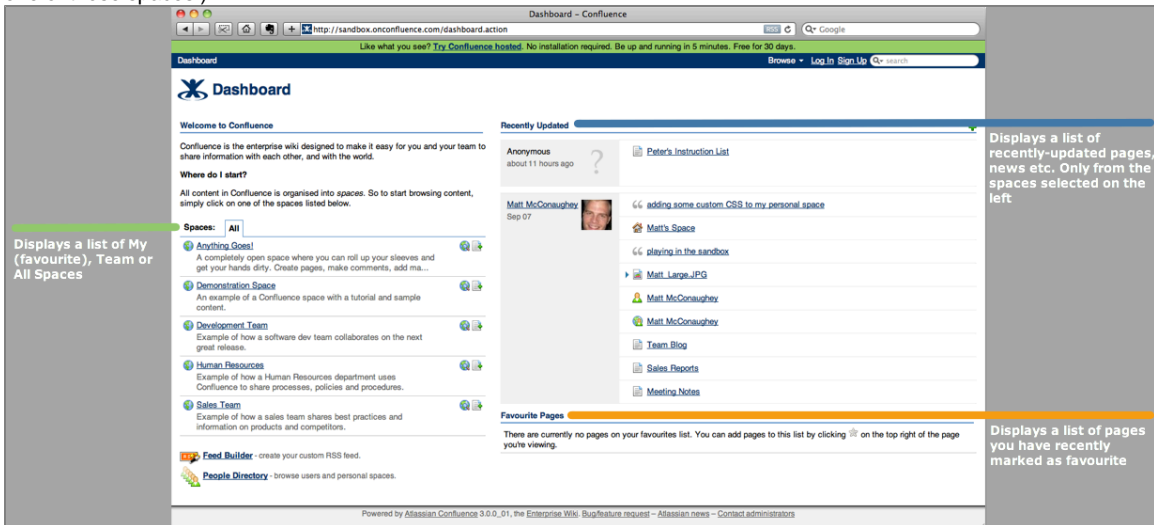 Dashboard – Confluence
http://sandbox.onconfluence.com/dashboard.action
RSS
Google
Like what you see? Try Confluence hosted. No installation required. Be up and running in 5 minutes. Free for 30 days.
Dashboard
Browse
Log In
Sign Up
search
Dashboard
Welcome to Confluence
Confluence is the enterprise wiki designed to make it easy for you and your team to
share information with each other, and with the world.
Where do I start?
All content in Confluence is organised into spaces. So to start browsing content,
simply click on one of the spaces listed below.
Spaces: All
Anything Goes!
A completely open space where you can roll up your sleeves and
get your hands dirty. Create pages, make comments, add ma...
Demonstration Space
An example of a Confluence space with a tutorial and sample
content.
Development Team
Example of how a software dev team collaborates on the next
great release.
Human Resources
Example of how a Human Resources department uses
Confluence to share processes, policies and procedures.
Sales Team
Example of how a sales team shares best practices and
information on products and competitors.
Feed Builder - create your custom RSS feed.
People Directory - browse users and personal spaces.
Recently Updated
Anonymous
about 11 hours ago
Peter's Instruction List
Matt McConaughey
Sep 07
adding some custom CSS to my personal space
Matt's Space
playing in the sandbox
Matt_Large.JPG
Matt McConaughey
Matt McConaughey
Team Blog
Sales Reports
Meeting Notes
Favourite Pages
There are currently no pages on your favourites list. You can add pages to this list by clicking on the top right of the page
you're viewing.
Powered by Atlassian Confluence 3.0.0_01, the Enterprise Wiki. Bug/feature request – Atlassian news – Contact administrators
Displays a list of My
(favourite), Team or
All Spaces
Displays a list of
recently-updated pages,
news etc. Only from the
spaces selected on the
left
Displays a list of pages
you have recently
marked as favourite